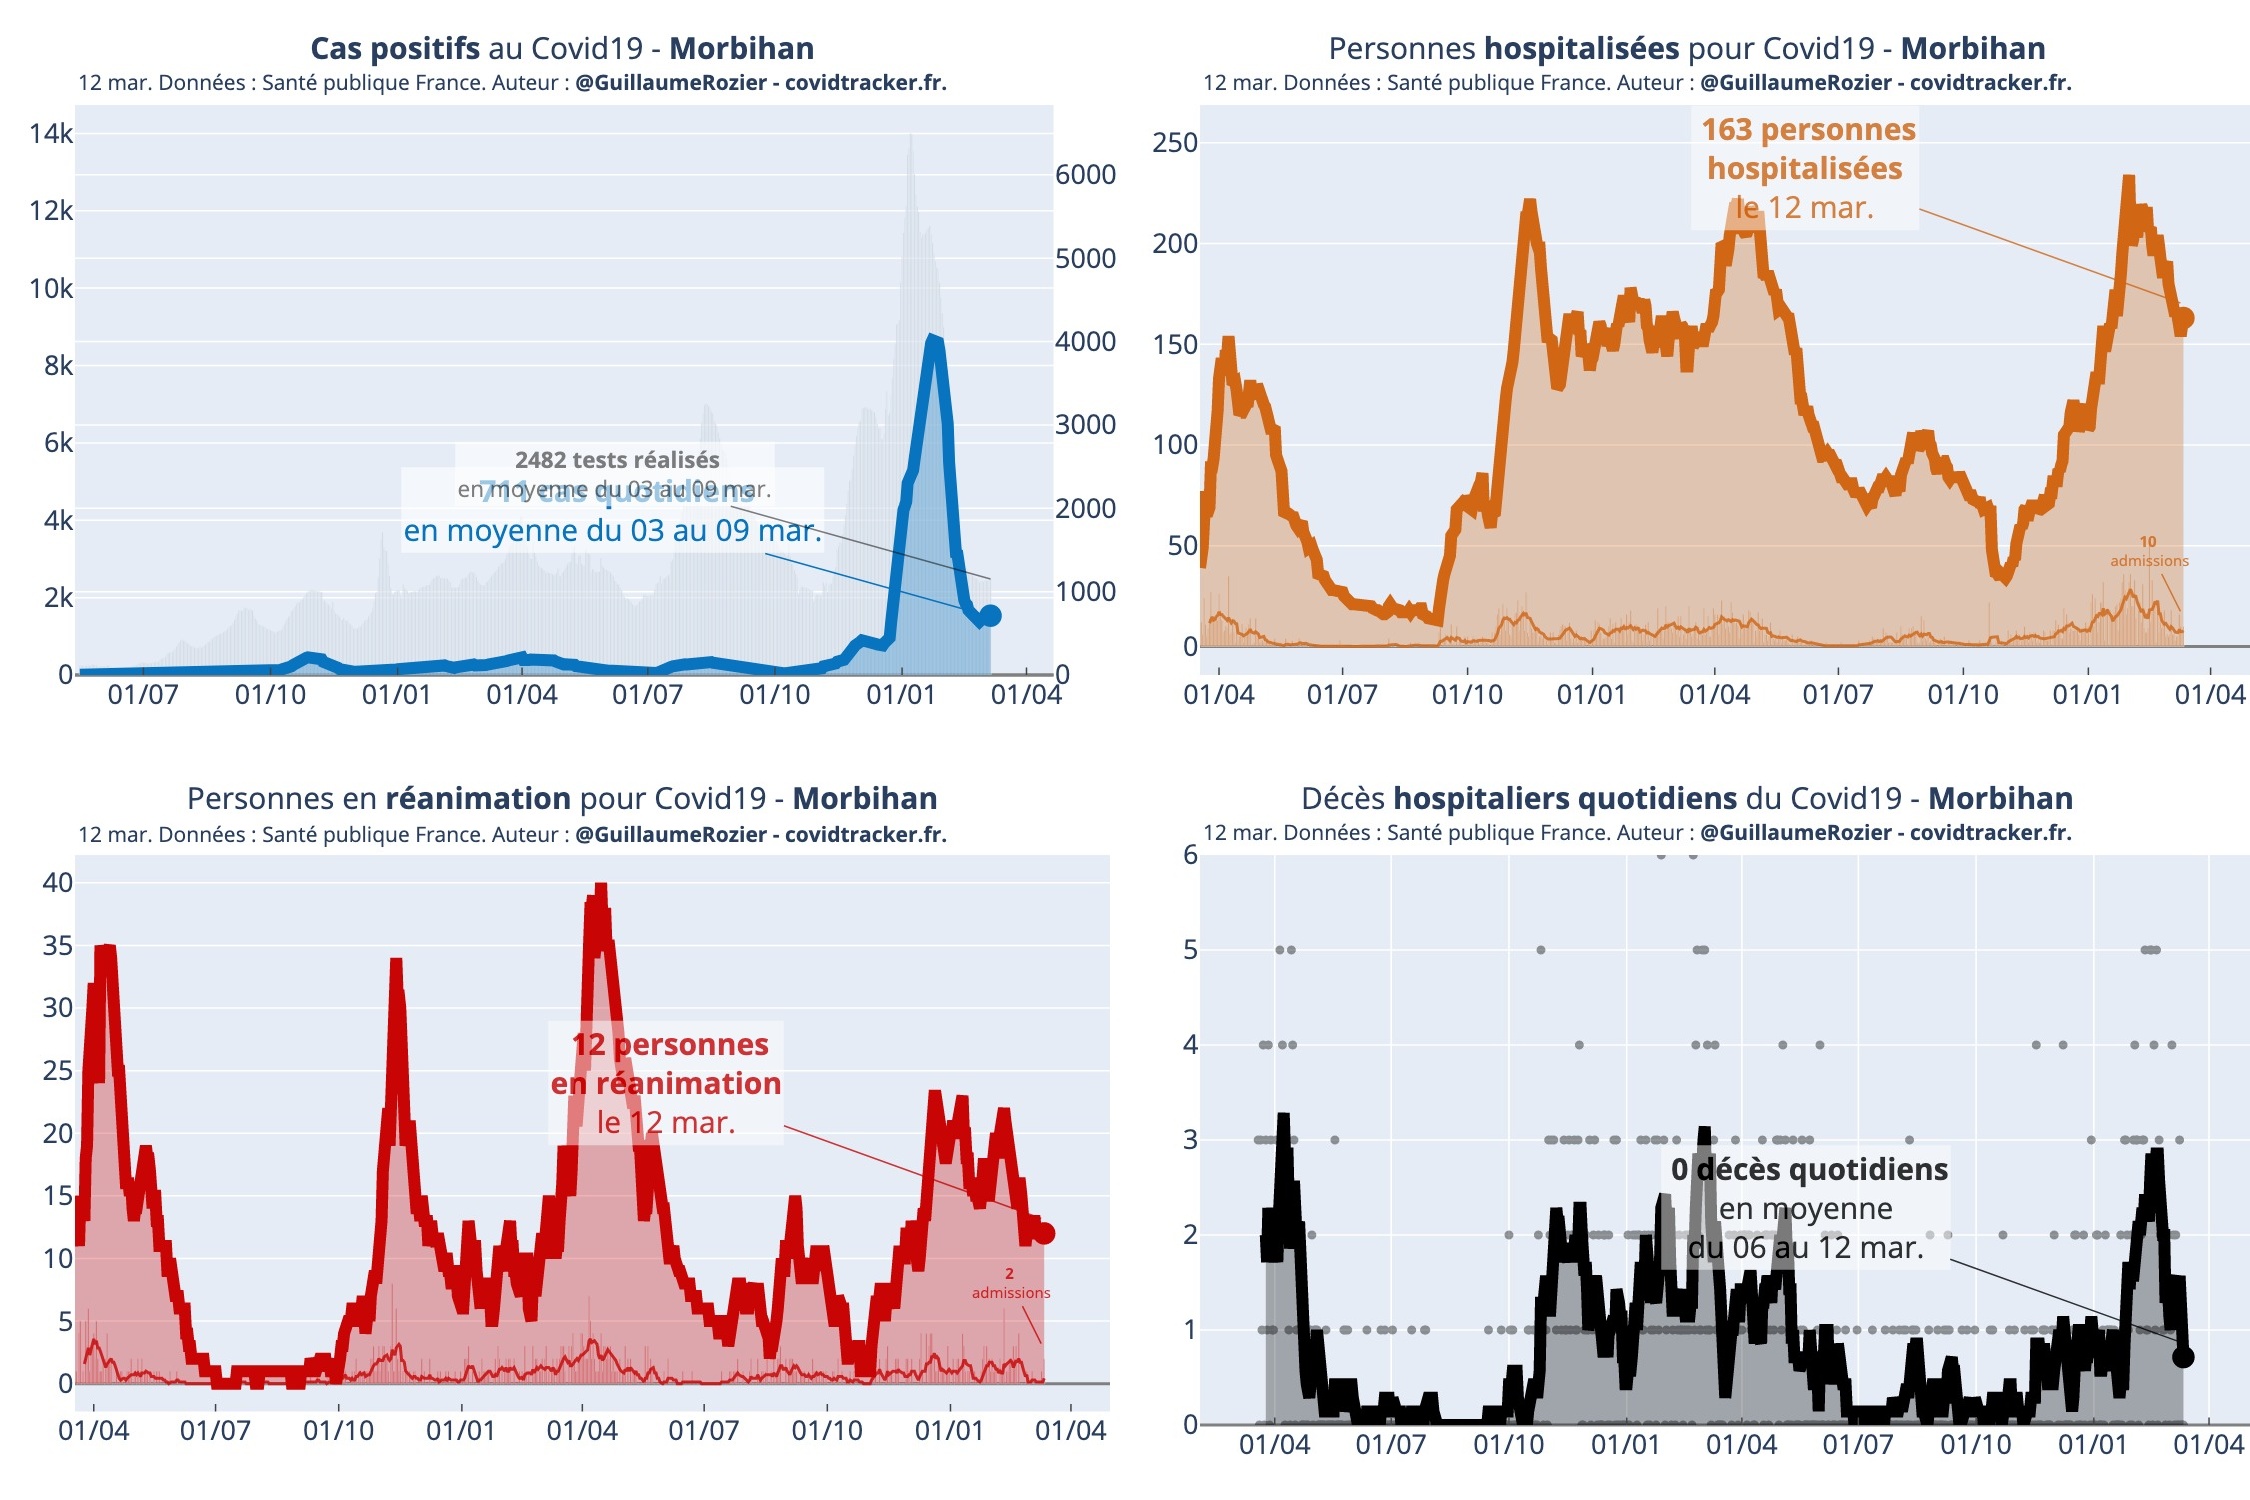 Cas positifs au Covid19 - Morbihan
12 mar. Données : Santé publique France. Auteur : @GuillaumeRozier - covidtracker.fr.
14k
12k
10k
8k
6k
4k
2k
0
6000
5000
4000
3000
2000
1000
0
2482 tests réalisés
en moyenne du 03 au 09 mar.
711 cas quotidiens
en moyenne du 03 au 09 mar.
01/07 01/10 01/01 01/04 01/07 01/10 01/01 01/04
Personnes hospitalisées pour Covid19 - Morbihan
12 mar. Données : Santé publique France. Auteur : @GuillaumeRozier - covidtracker.fr.
250
200
150
100
50
0
163 personnes
hospitalisées
le 12 mar.
10
admissions
01/04 01/07 01/10 01/01 01/04 01/07 01/10 01/01 01/04
Personnes en réanimation pour Covid19 - Morbihan
12 mar. Données : Santé publique France. Auteur : @GuillaumeRozier - covidtracker.fr.
40
35
30
25
20
15
10
5
0
12 personnes
en réanimation
le 12 mar.
2
admissions
01/04 01/07 01/10 01/01 01/04 01/07 01/10 01/01 01/04
Décès hospitaliers quotidiens du Covid19 - Morbihan
12 mar. Données : Santé publique France. Auteur : @GuillaumeRozier - covidtracker.fr.
6
5
4
3
2
1
0
0 décès quotidiens
en moyenne
du 06 au 12 mar.
01/04 01/07 01/10 01/01 01/04 01/07 01/10 01/01 01/04